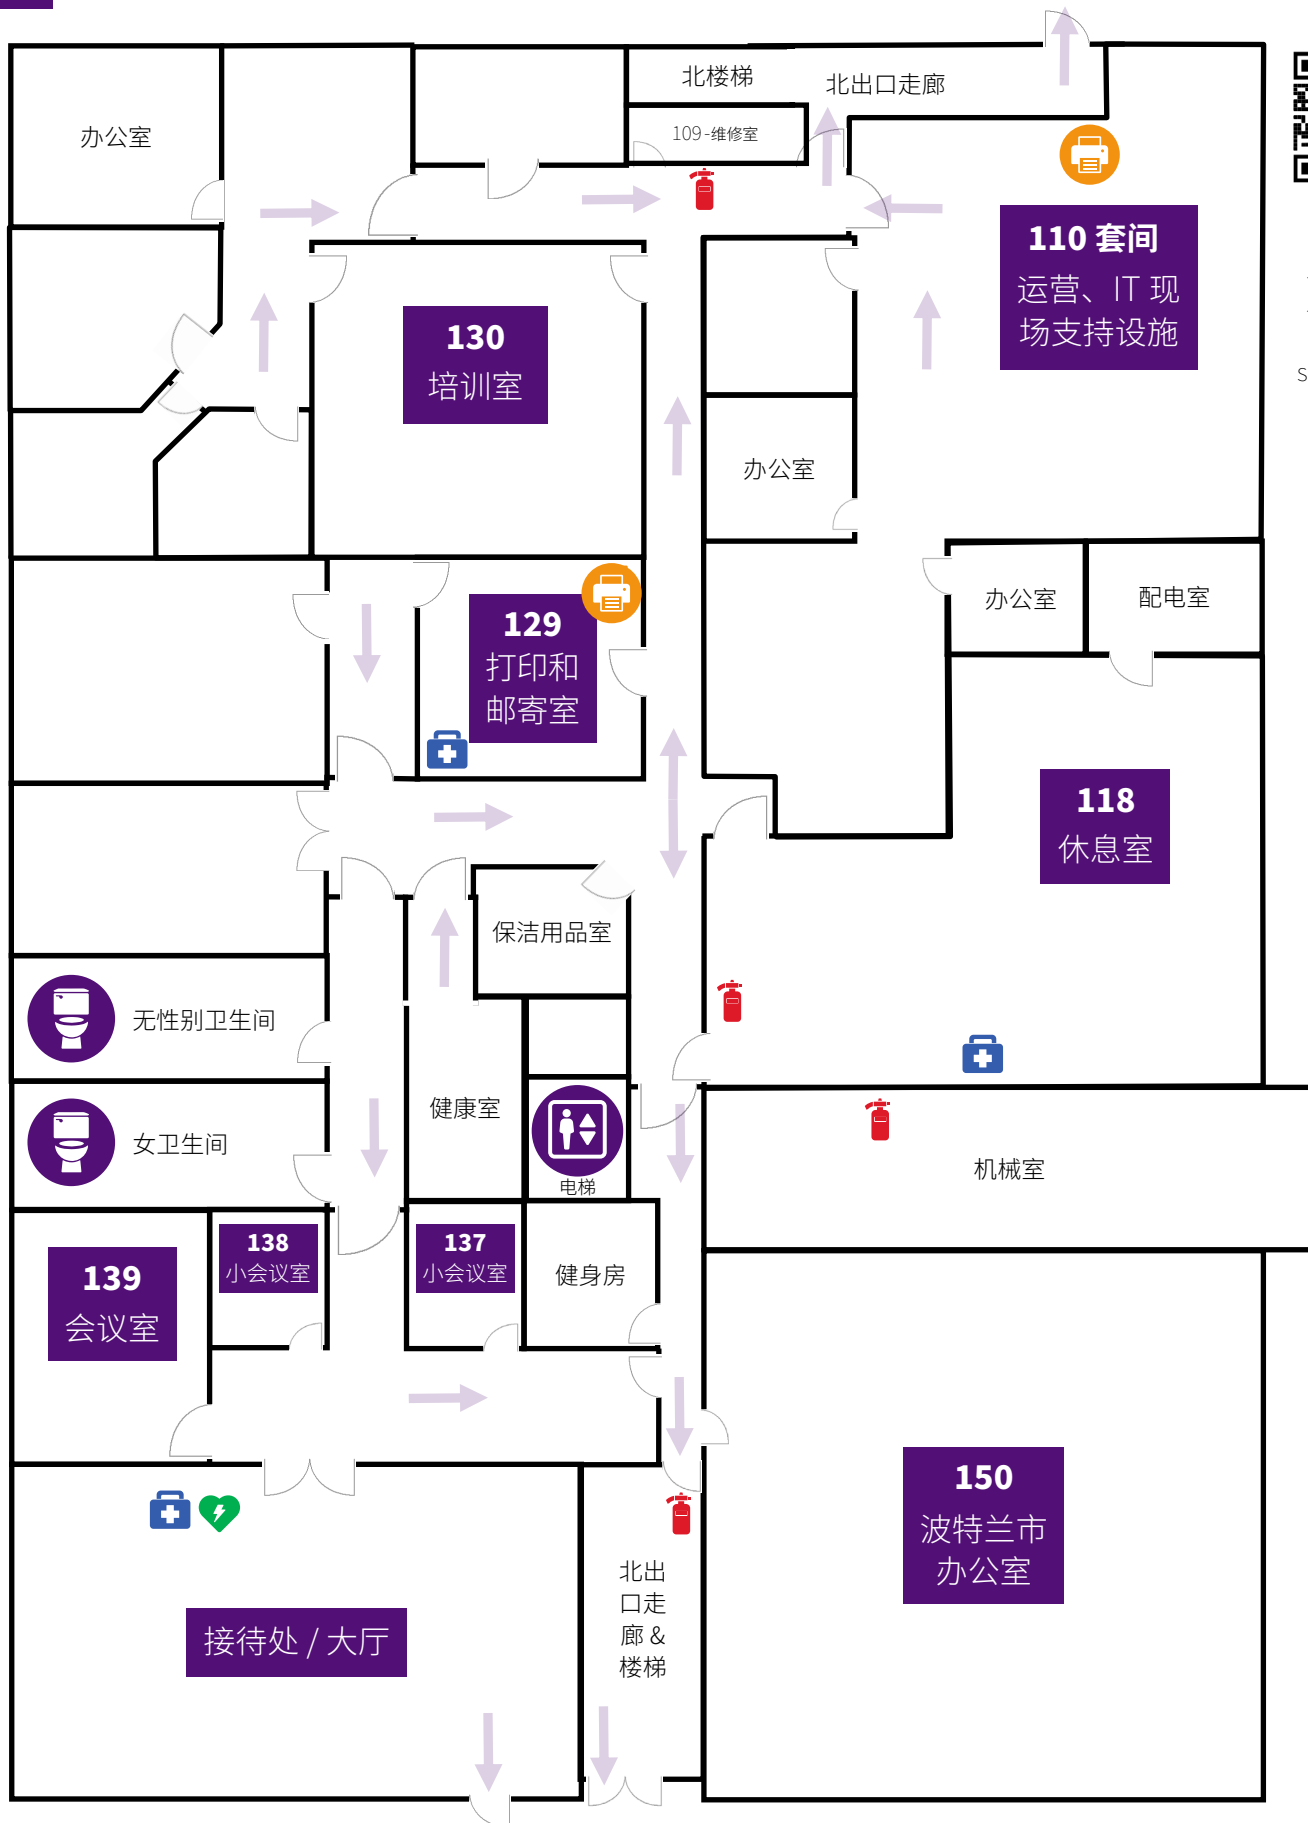 北楼梯
北出口走廊
办公室
109-维修室
110 套间
运营、IT 现
场支持设施
130
培训室
S
办公室
办公室
配电室
129
打印和
邮寄室
118
休息室
保洁用品室
无性别卫生间
健康室
女卫生间
机械室
电梯
138
小会议室
137
小会议室
139
会议室
健身房
150
波特兰市
办公室
北出
口走
廊 &
楼梯
接待处 / 大厅